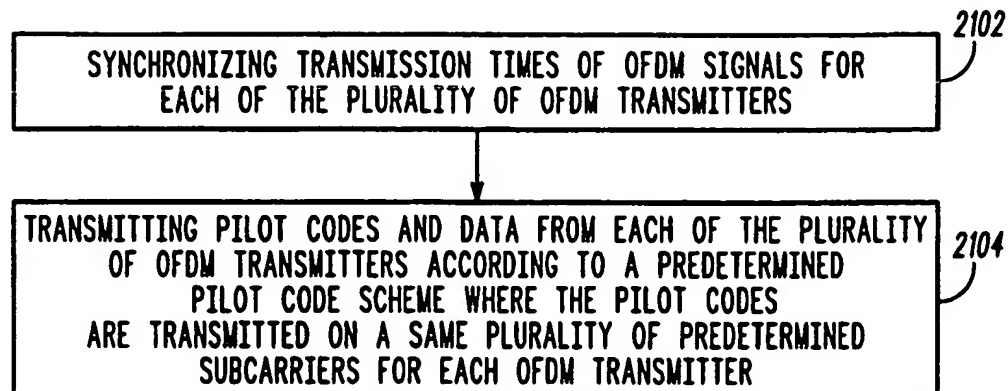 2102
SYNCHRONIZING TRANSMISSION TIMES OF OFDM SIGNALS FOR
EACH OF THE PLURALITY OF OFDM TRANSMITTERS
TRANSMITTING PILOT CODES AND DATA FROM EACH OF THE PLURALITY
OF OFDM TRANSMITTERS ACCORDING TO A PREDETERMINED
2104
PILOT CODE SCHEME WHERE THE PILOT CODES
ARE TRANSMITTED ON A SAME PLURALITY OF PREDETERMINED
SUBCARRIERS FOR EACH OFDM TRANSMITTER